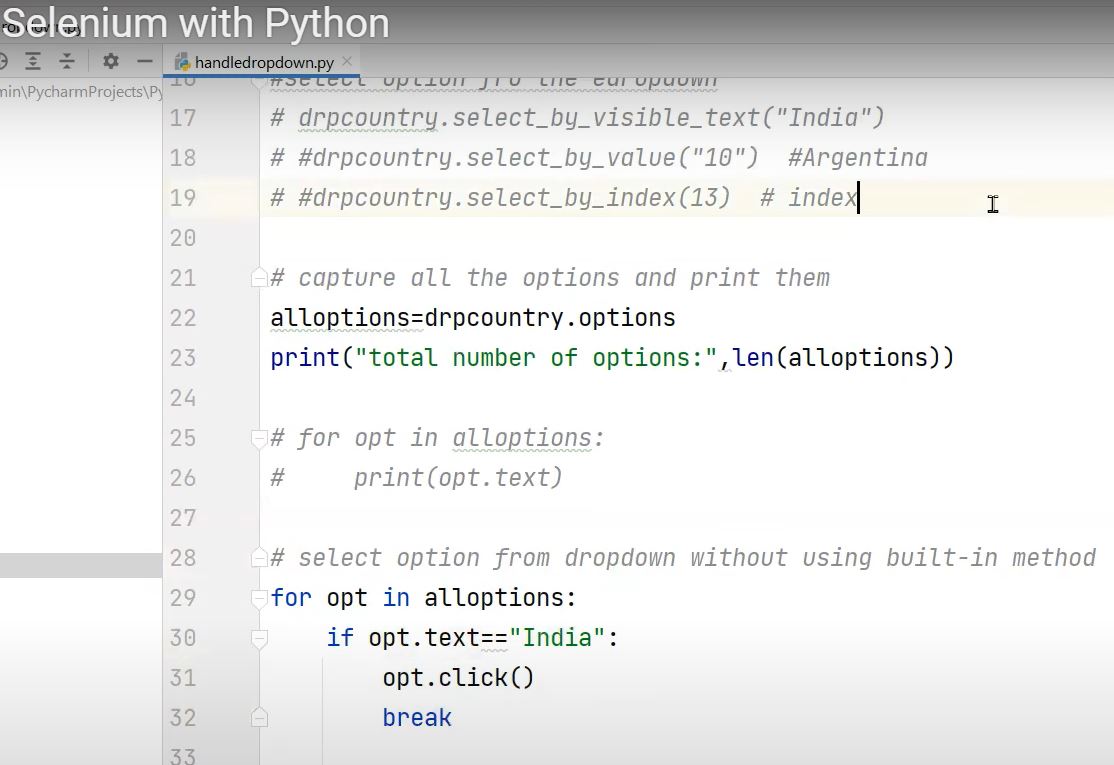 Selenium with Python
handledropdown.py
min\PycharmProjects\Py
16 #select option fro the edropdown
17 # drpcountry.select_by_visible_text("India")
18 # #drpcountry.select_by_value("10")  #Argentina
19 # #drpcountry.select_by_index(13)  # index
20
21 # capture all the options and print them
22 alloptions=drpcountry.options
23 print("total number of options:",len(alloptions))
24
25 # for opt in alloptions:
26 #     print(opt.text)
27
28 # select option from dropdown without using built-in method
29 for opt in alloptions:
30     if opt.text=="India":
31         opt.click()
32         break
33